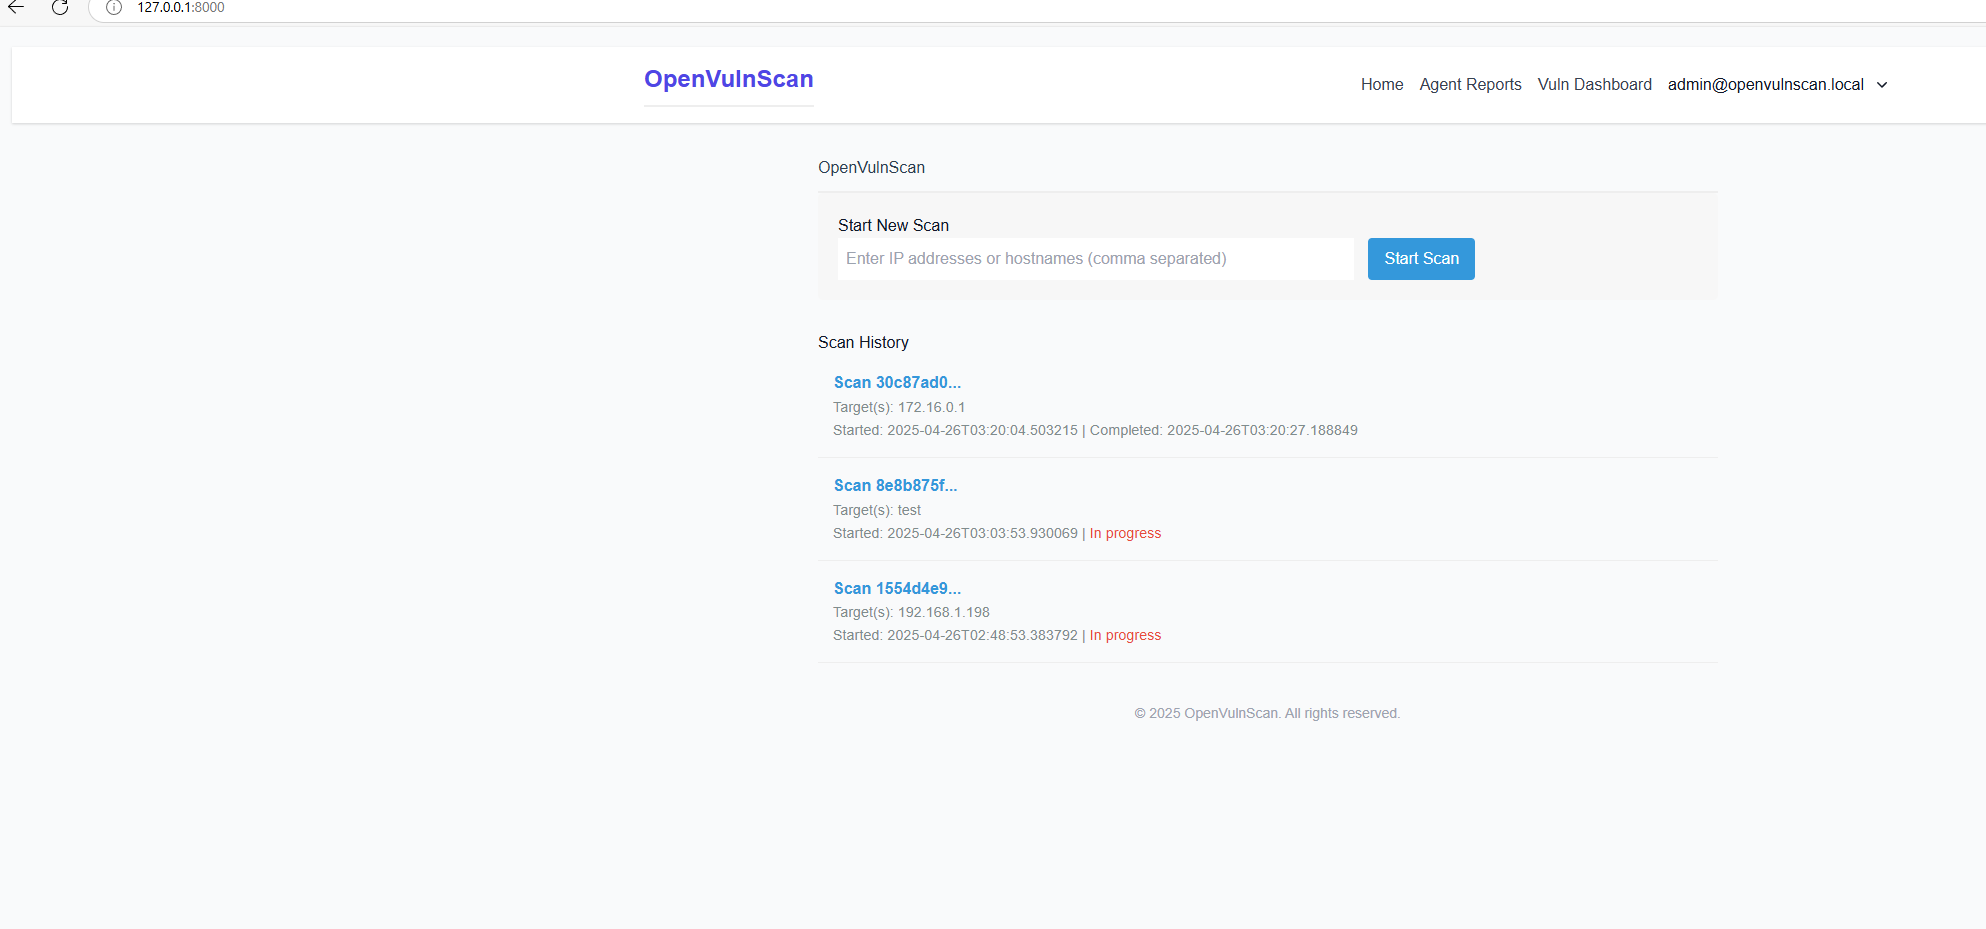 127.0.0.1:8000
OpenVulnScan
Home Agent Reports Vuln Dashboard admin@openvulnscan.local
OpenVulnScan
Start New Scan
Enter IP addresses or hostnames (comma separated) Start Scan
Scan History
Scan 30c87ad0...
Target(s): 172.16.0.1
Started: 2025-04-26T03:20:04.503215 | Completed: 2025-04-26T03:20:27.188849
Scan 8e8b875f...
Target(s): test
Started: 2025-04-26T03:03:53.930069 | In progress
Scan 1554d4e9...
Target(s): 192.168.1.198
Started: 2025-04-26T02:48:53.383792 | In progress
© 2025 OpenVulnScan. All rights reserved.